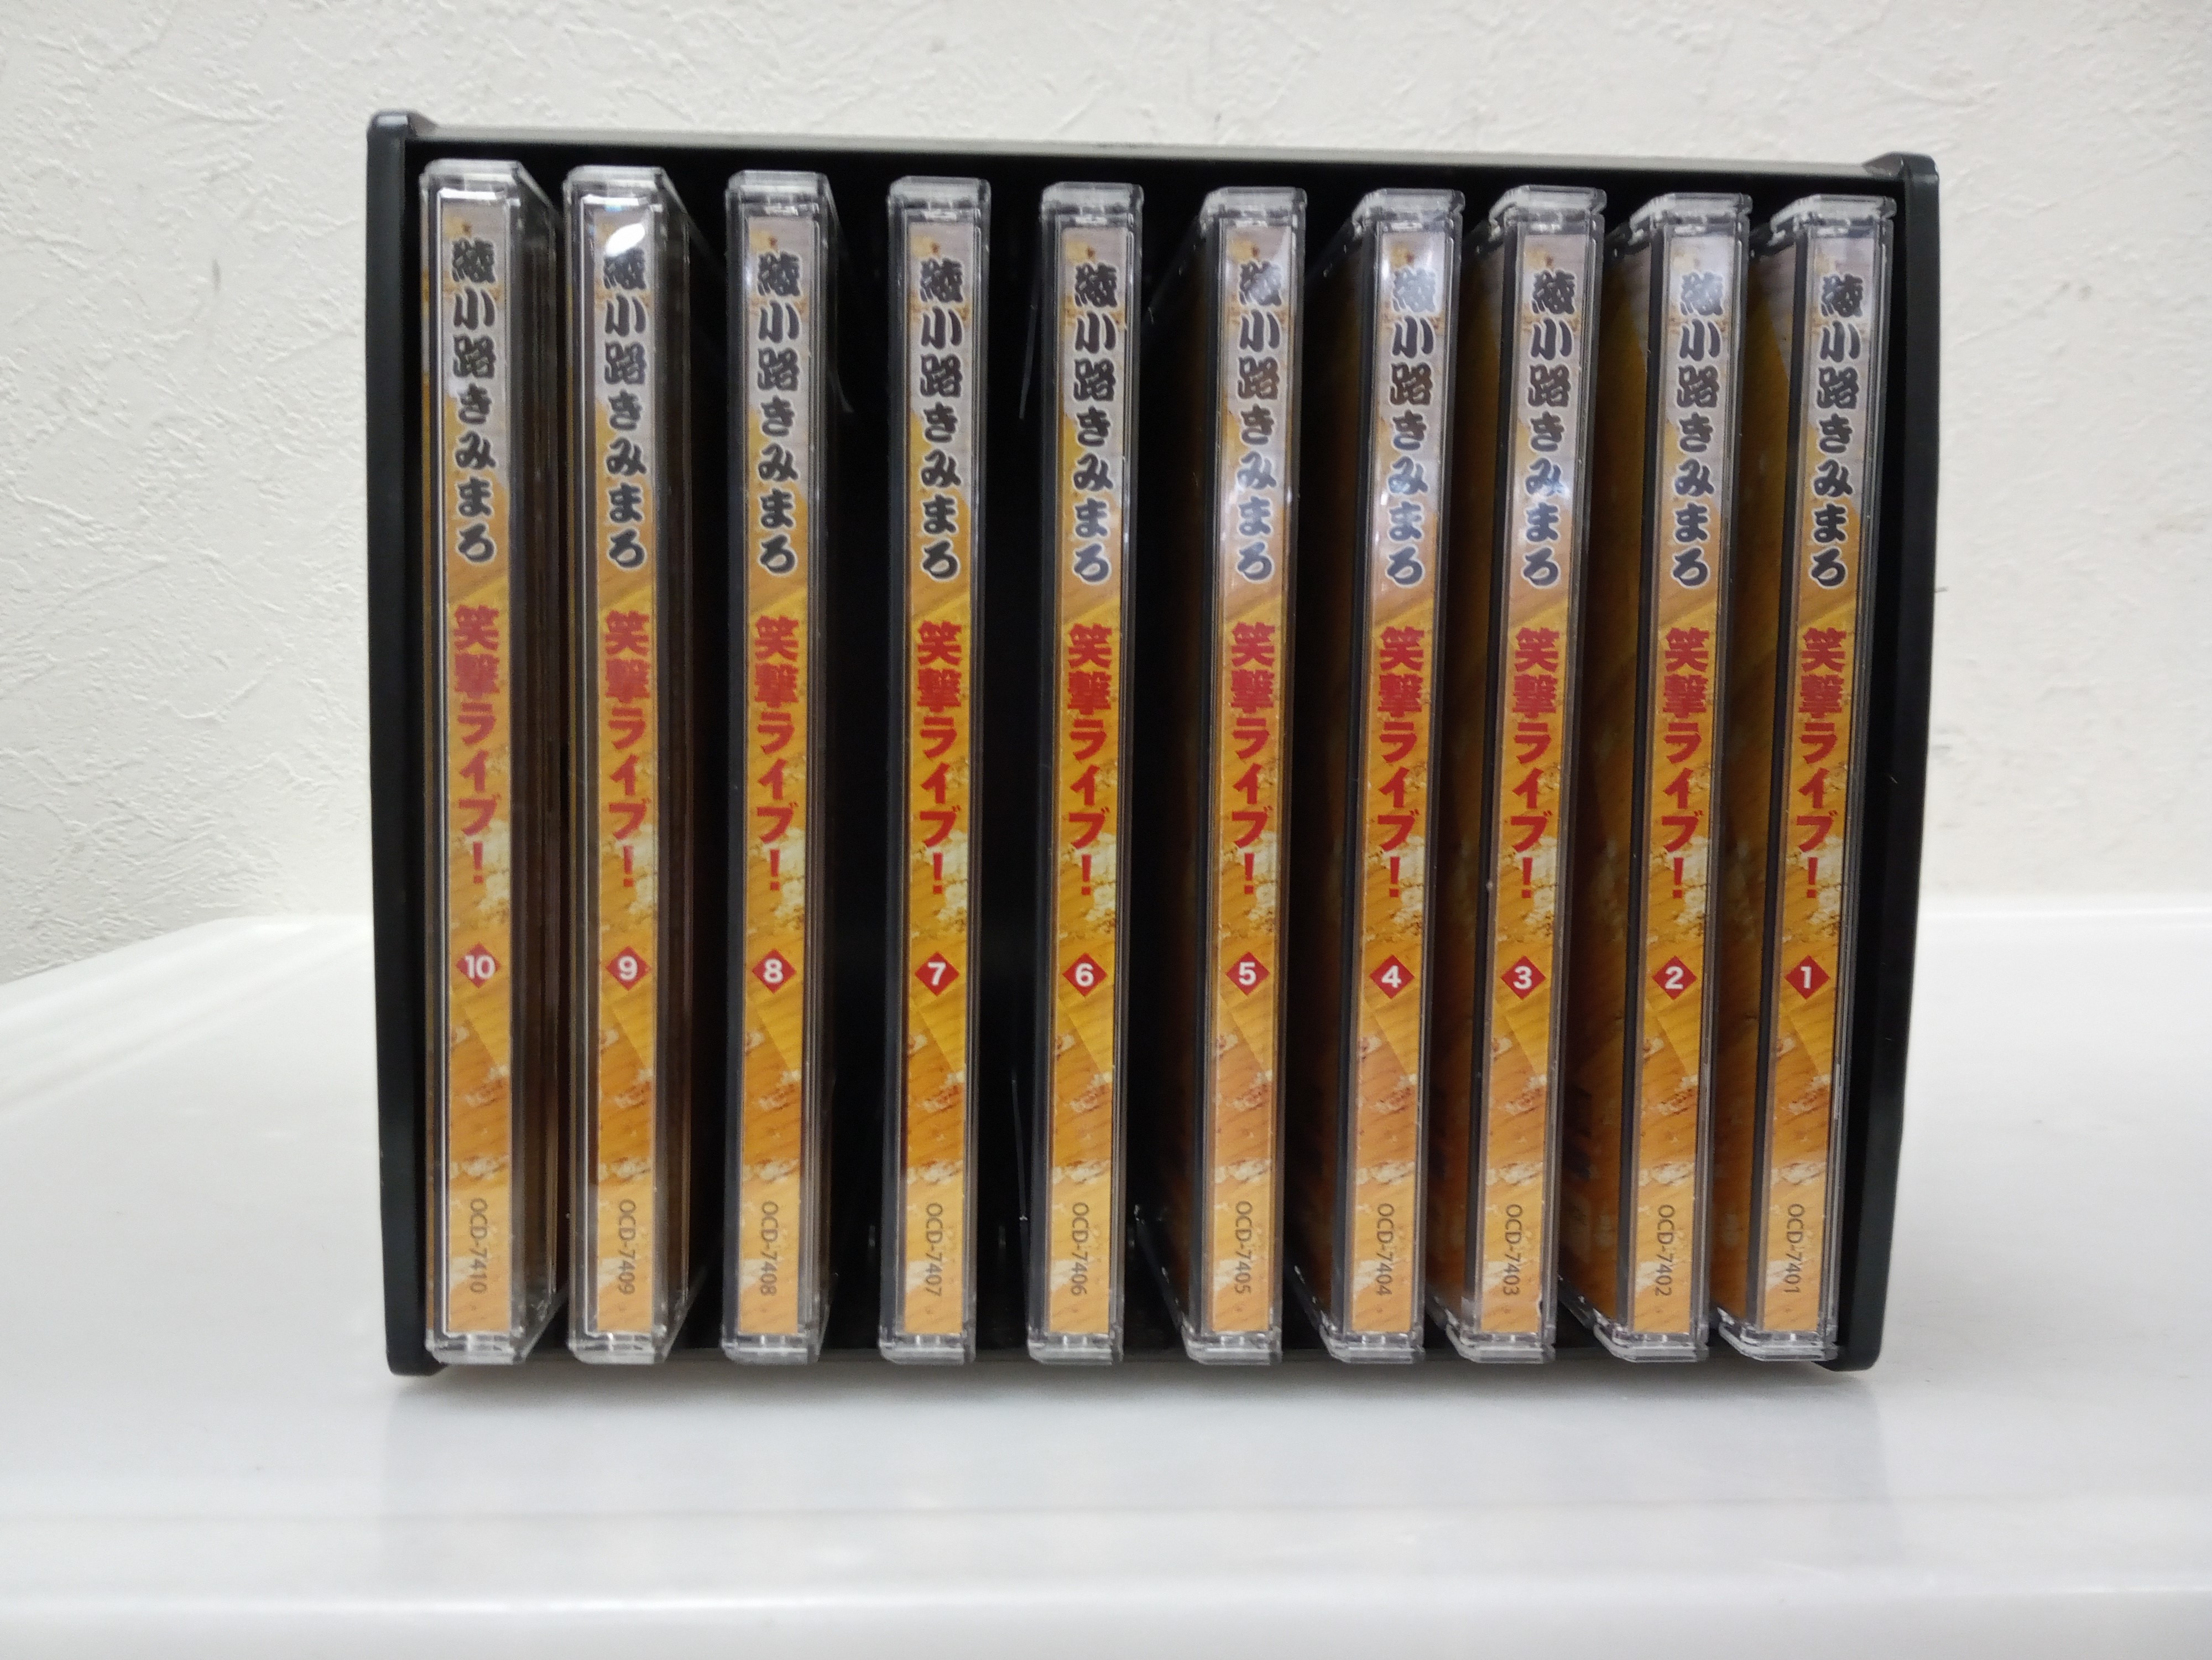 綾小路きみまろ 笑撃ライブ! 1 OCD-7401
綾小路きみまろ 笑撃ライブ! 2 OCD-7402
綾小路きみまろ 笑撃ライブ! 3 OCD-7403
綾小路きみまろ 笑撃ライブ! 4 OCD-7404
綾小路きみまろ 笑撃ライブ! 5 OCD-7405
綾小路きみまろ 笑撃ライブ! 6 OCD-7406
綾小路きみまろ 笑撃ライブ! 7 OCD-7407
綾小路きみまろ 笑撃ライブ! 8 OCD-7408
綾小路きみまろ 笑撃ライブ! 9 OCD-7409
綾小路きみまろ 笑撃ライブ! 10 OCD-7410